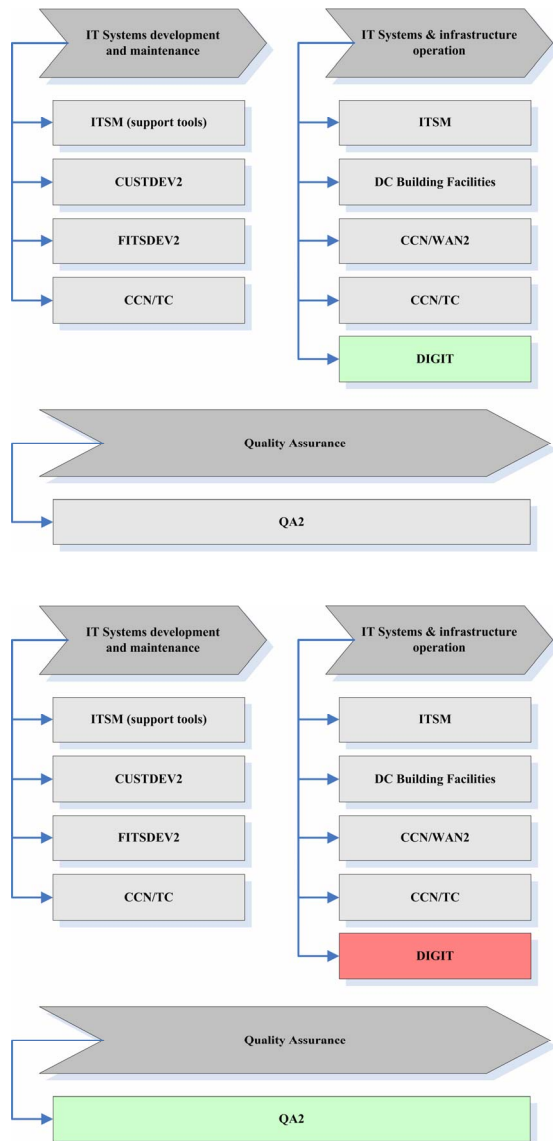 IT Systems development
and maintenance
ITSM (support tools)
CUSTDEV2
FITSDEV2
CCN/TC
IT Systems & infrastructure
operation
ITSM
DC Building Facilities
CCN/WAN2
CCN/TC
DIGIT
Quality Assurance
QA2
IT Systems development
and maintenance
ITSM (support tools)
CUSTDEV2
FITSDEV2
CCN/TC
IT Systems & infrastructure
operation
ITSM
DC Building Facilities
CCN/WAN2
CCN/TC
DIGIT
Quality Assurance
QA2